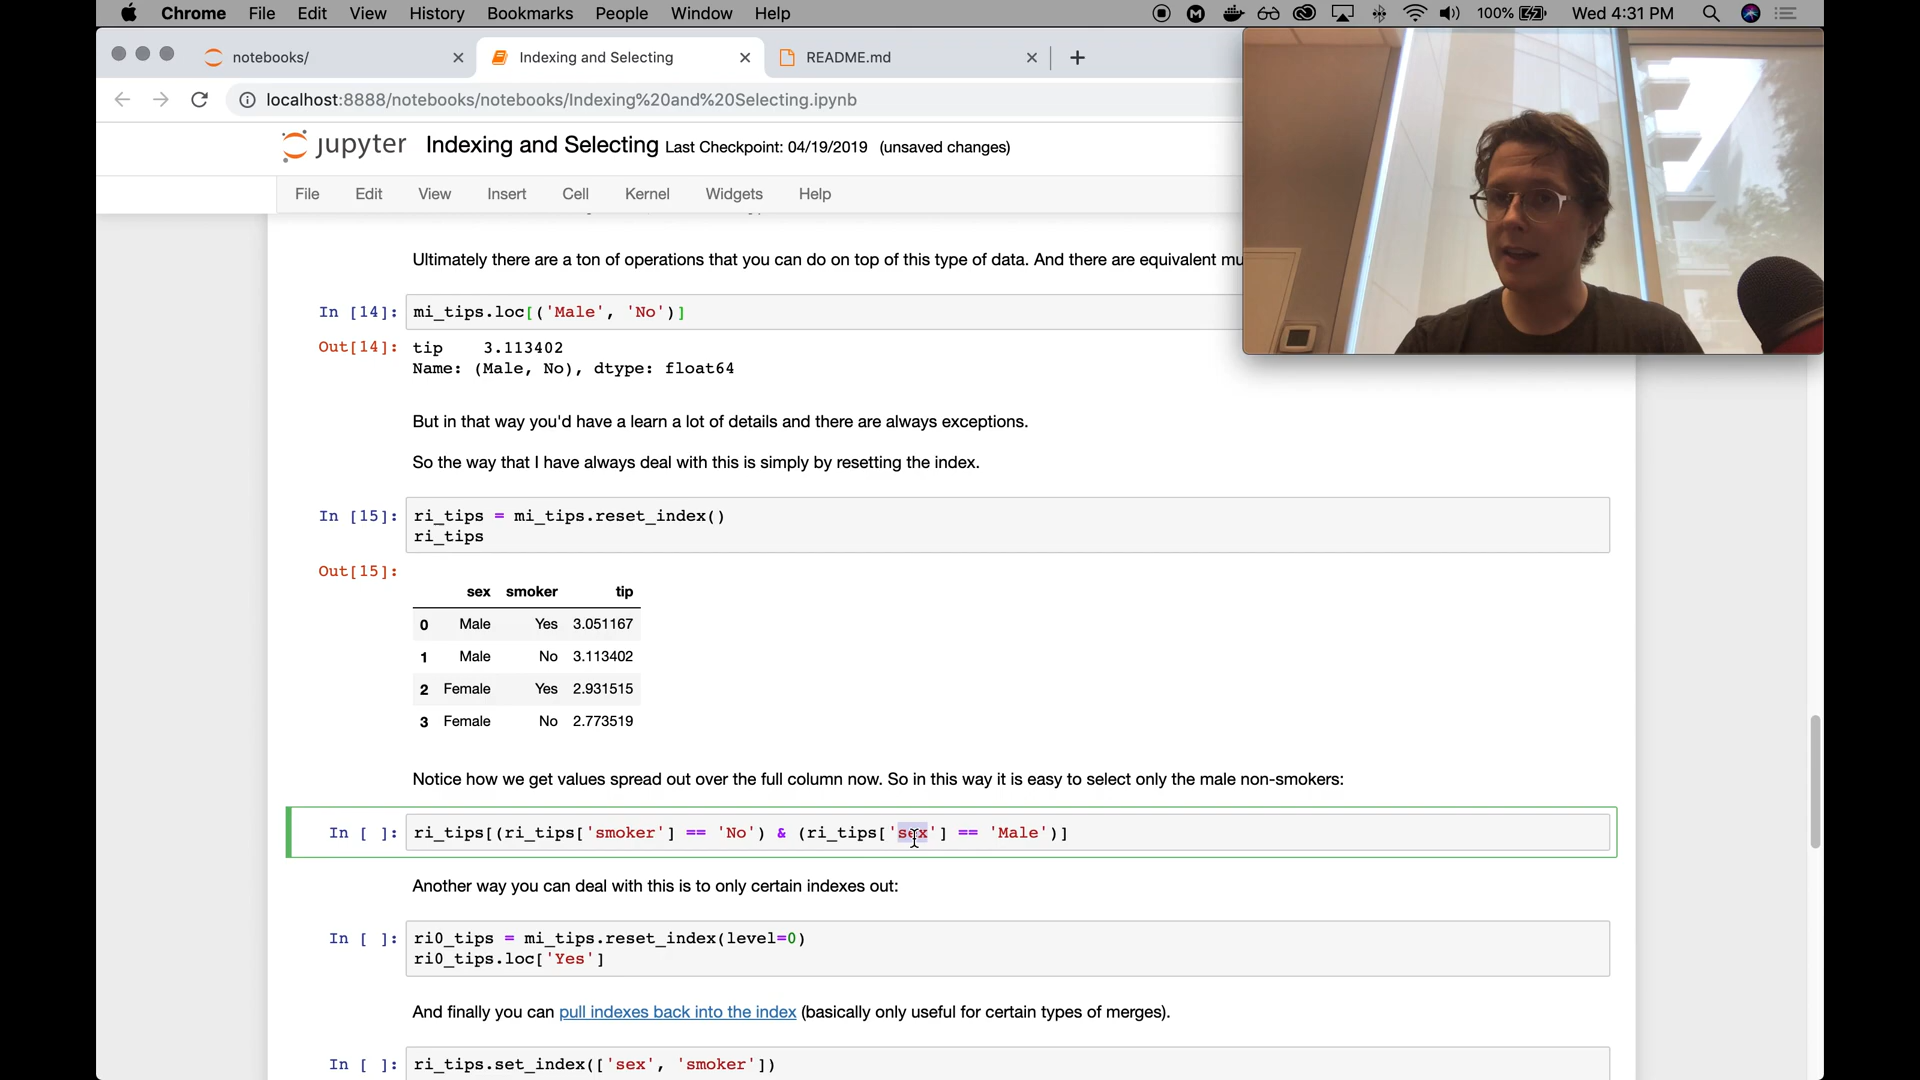 Chrome File Edit View History Bookmarks People Window Help 100% Wed 4:31 PM
notebooks/ Indexing and Selecting README.md
localhost:8888/notebooks/notebooks/Indexing%20and%20Selecting.ipynb
jupyter Indexing and Selecting Last Checkpoint: 04/19/2019 (unsaved changes)
File Edit View Insert Cell Kernel Widgets Help
Ultimately there are a ton of operations that you can do on top of this type of data. And there are equivalent mu
In [14]: mi_tips.loc[('Male', 'No')]
Out[14]: tip 3.113402
Name: (Male, No), dtype: float64
But in that way you'd have a learn a lot of details and there are always exceptions.
So the way that I have always deal with this is simply by resetting the index.
In [15]: ri_tips = mi_tips.reset_index()
ri_tips
Out[15]:
sex smoker tip
0 Male Yes 3.051167
1 Male No 3.113402
2 Female Yes 2.931515
3 Female No 2.773519
Notice how we get values spread out over the full column now. So in this way it is easy to select only the male non-smokers:
In [ ]: ri_tips[(ri_tips['smoker'] == 'No') & (ri_tips['sex'] == 'Male')]
Another way you can deal with this is to only certain indexes out:
In [ ]: ri0_tips = mi_tips.reset_index(level=0)
ri0_tips.loc['Yes']
And finally you can pull indexes back into the index (basically only useful for certain types of merges).
In [ ]: ri_tips.set_index(['sex', 'smoker'])